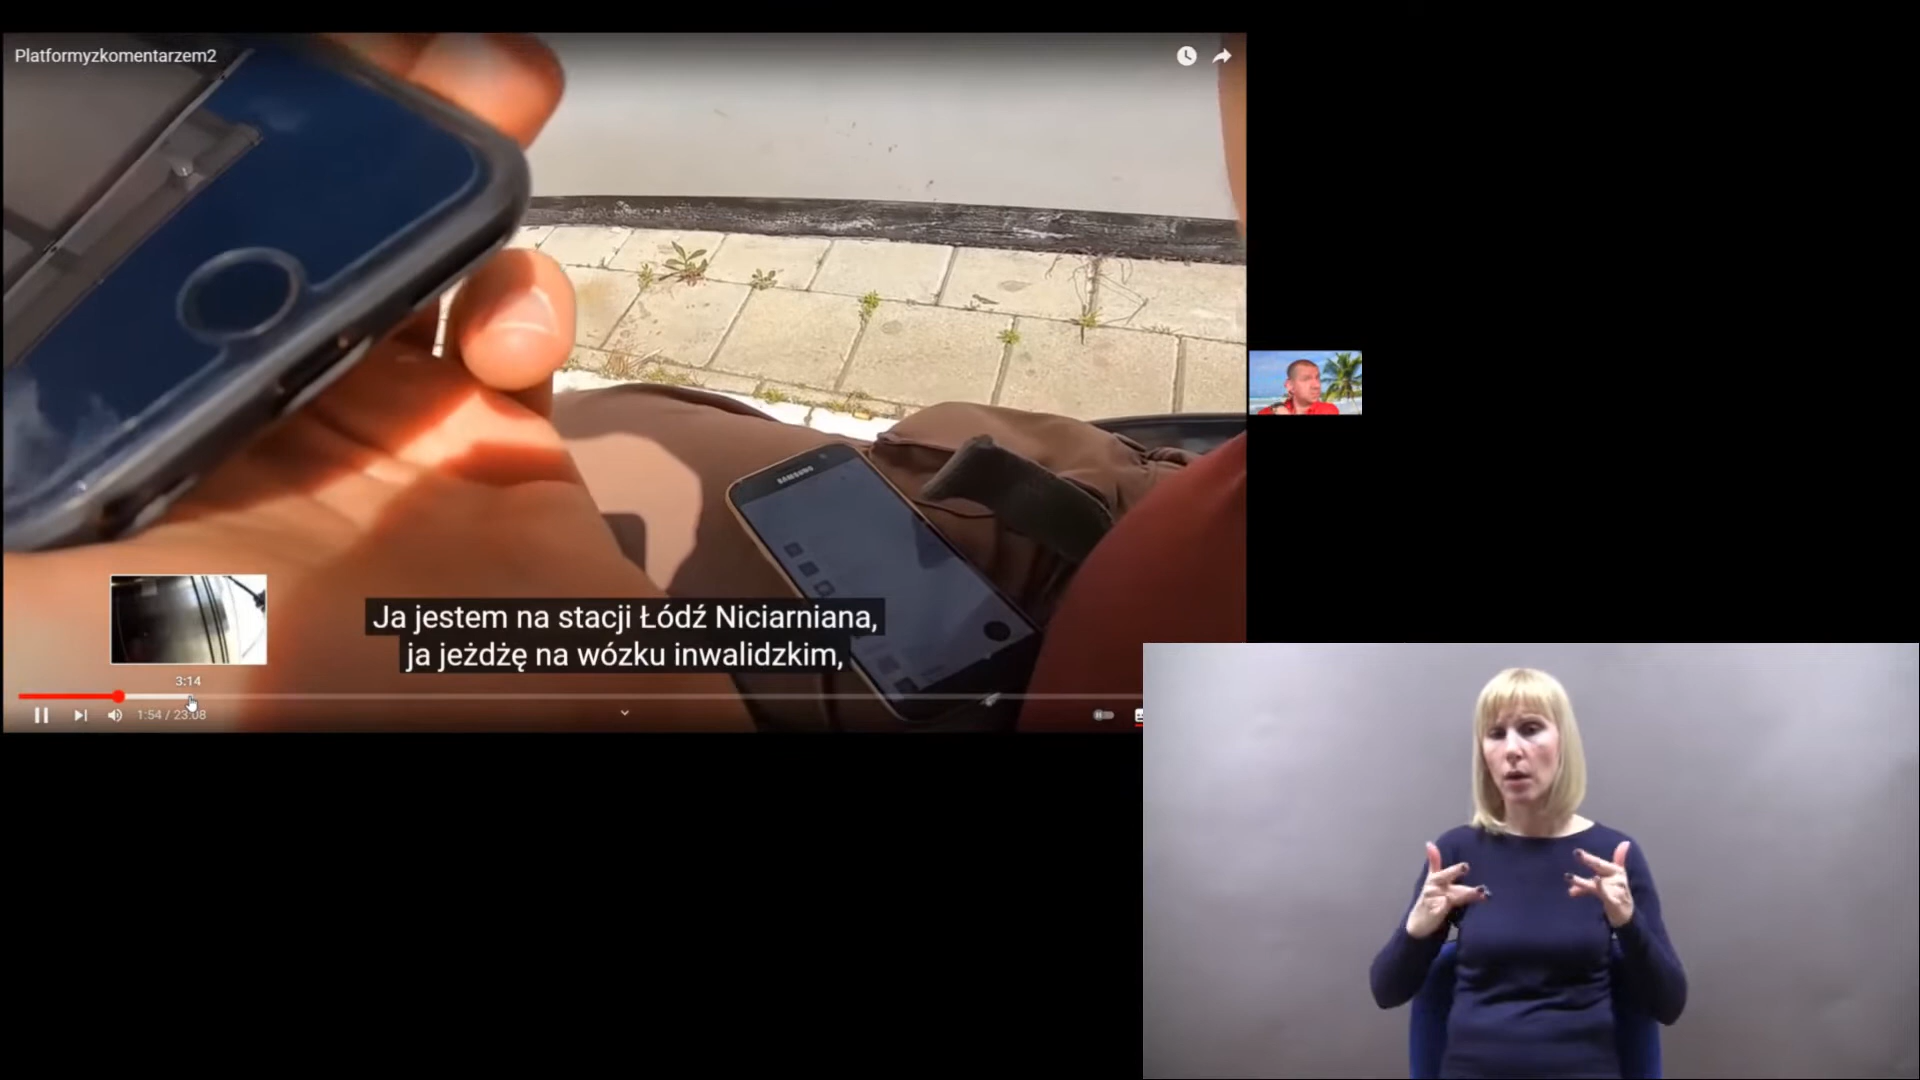 Platformyzkomentarzem2
SAMSUNG
Ja jestem na stacji Łódź Niciarniana,
ja jeżdżę na wózku inwalidzkim,
3:14
1:54 / 23:08